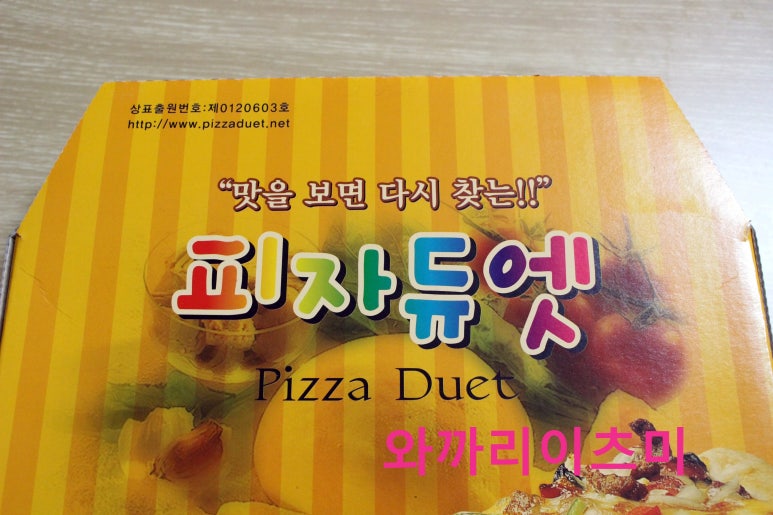 상표출원번호:제0120603호
http://www.pizzaduet.net
“맛을 보면 다시 찾는!!”
피자듀엣
Pizza Duet
와까리이츠미